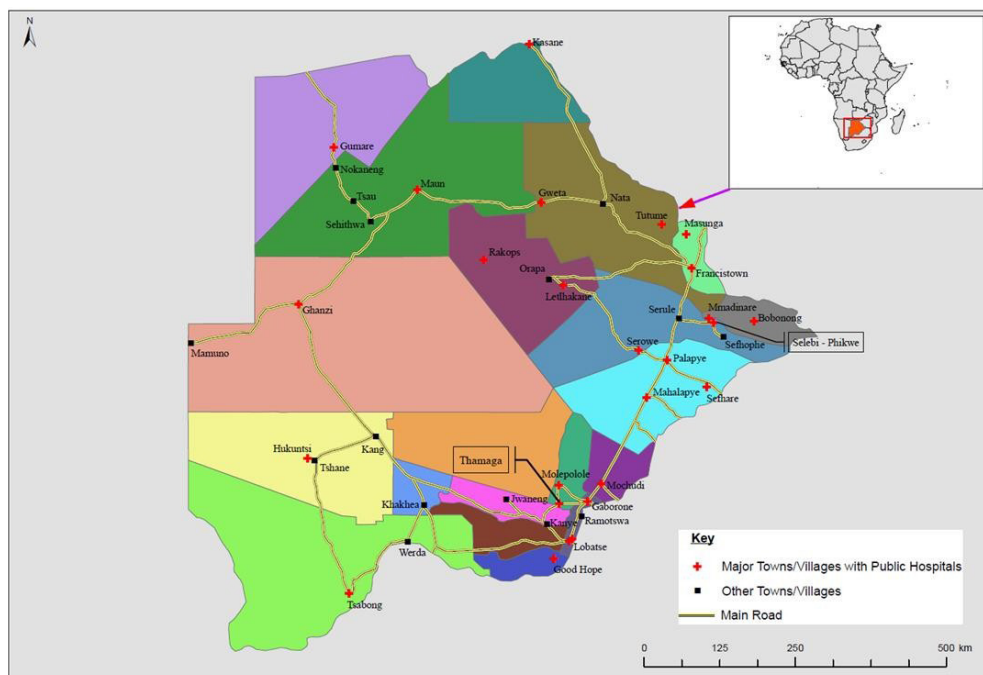 N
Kasane
Gumare
Nokaneng
Maun
Tsau
Sehithwa
Gweta
Nata
Tutume
Masunga
Rakops
Orapa
Letlhakane
Francistown
Ghanzi
Mamuno
Serule
Mmadinare
Bobonong
Sefhophe
Selebi - Phikwe
Serowe
Palapye
Mahalapye
Sefhare
Hukuntsi
Tshane
Kang
Thamaga
Molepolole
Mochudi
Jwaneng
Khakhea
Gaborone
Kanye
Ramotswa
Werda
Lobatse
Good Hope
Tsabong
Key
Major Towns/Villages with Public Hospitals
Other Towns/Villages
Main Road
0 125 250 500 km